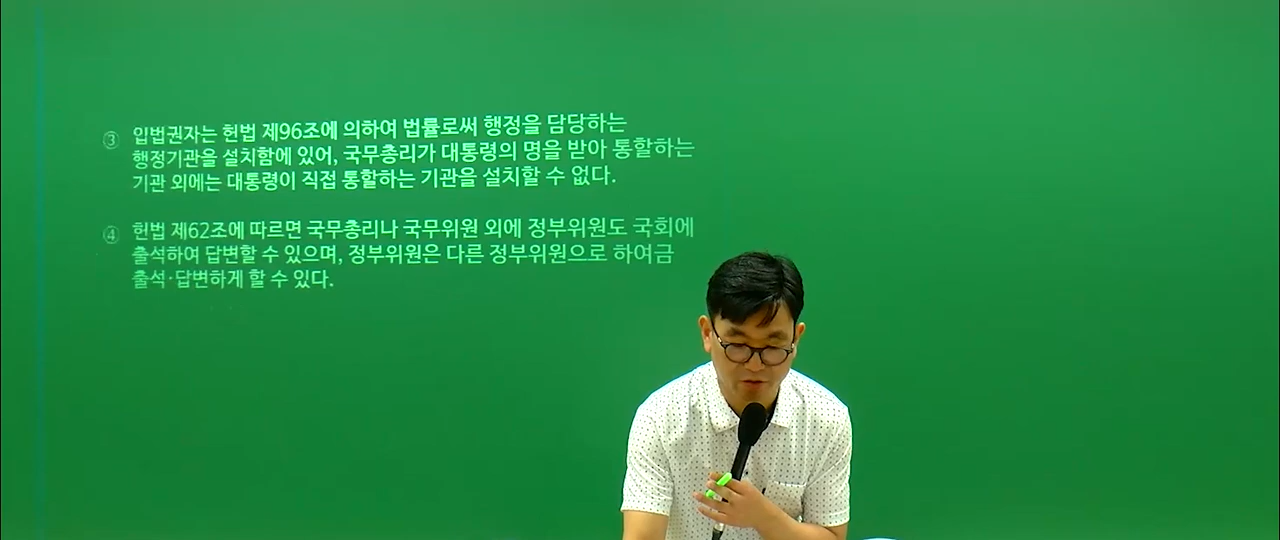 ③ 입법권자는 헌법 제96조에 의하여 법률로써 행정을 담당하는
행정기관을 설치함에 있어, 국무총리가 대통령의 명을 받아 통할하는
기관 외에는 대통령이 직접 통할하는 기관을 설치할 수 없다.
④ 헌법 제62조에 따르면 국무총리나 국무위원 외에 정부위원도 국회에
출석하여 답변할 수 있으며, 정부위원은 다른 정부위원으로 하여금
출석·답변하게 할 수 있다.